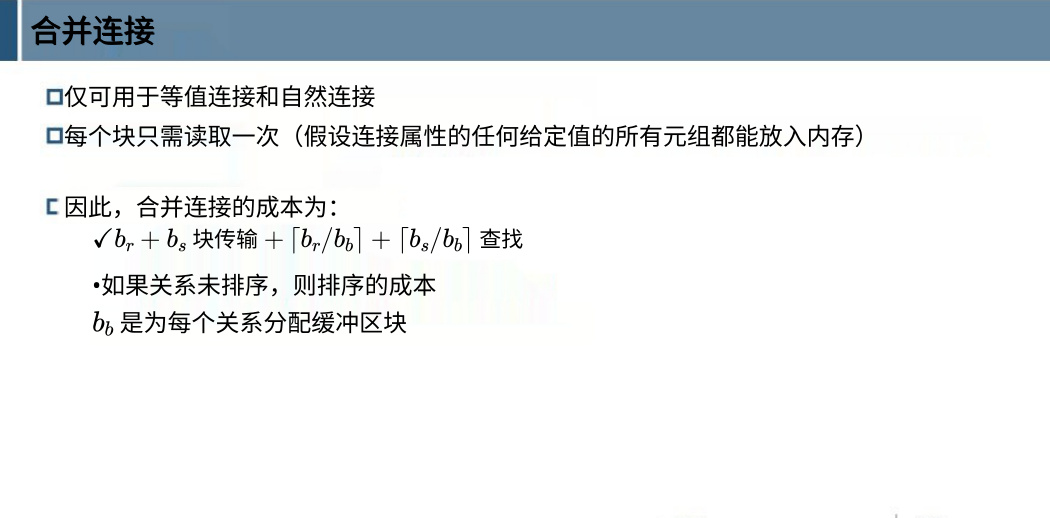 合并连接
仅可用于等值连接和自然连接
每个块只需读取一次（假设连接属性的任何给定值的所有元组都能放入内存）
因此，合并连接的成本为：
✓b_r + b_s 块传输 + ⌈b_r/b_b⌉ + ⌈b_s/b_b⌉ 查找
•如果关系未排序，则排序的成本
b_b 是为每个关系分配缓冲区块